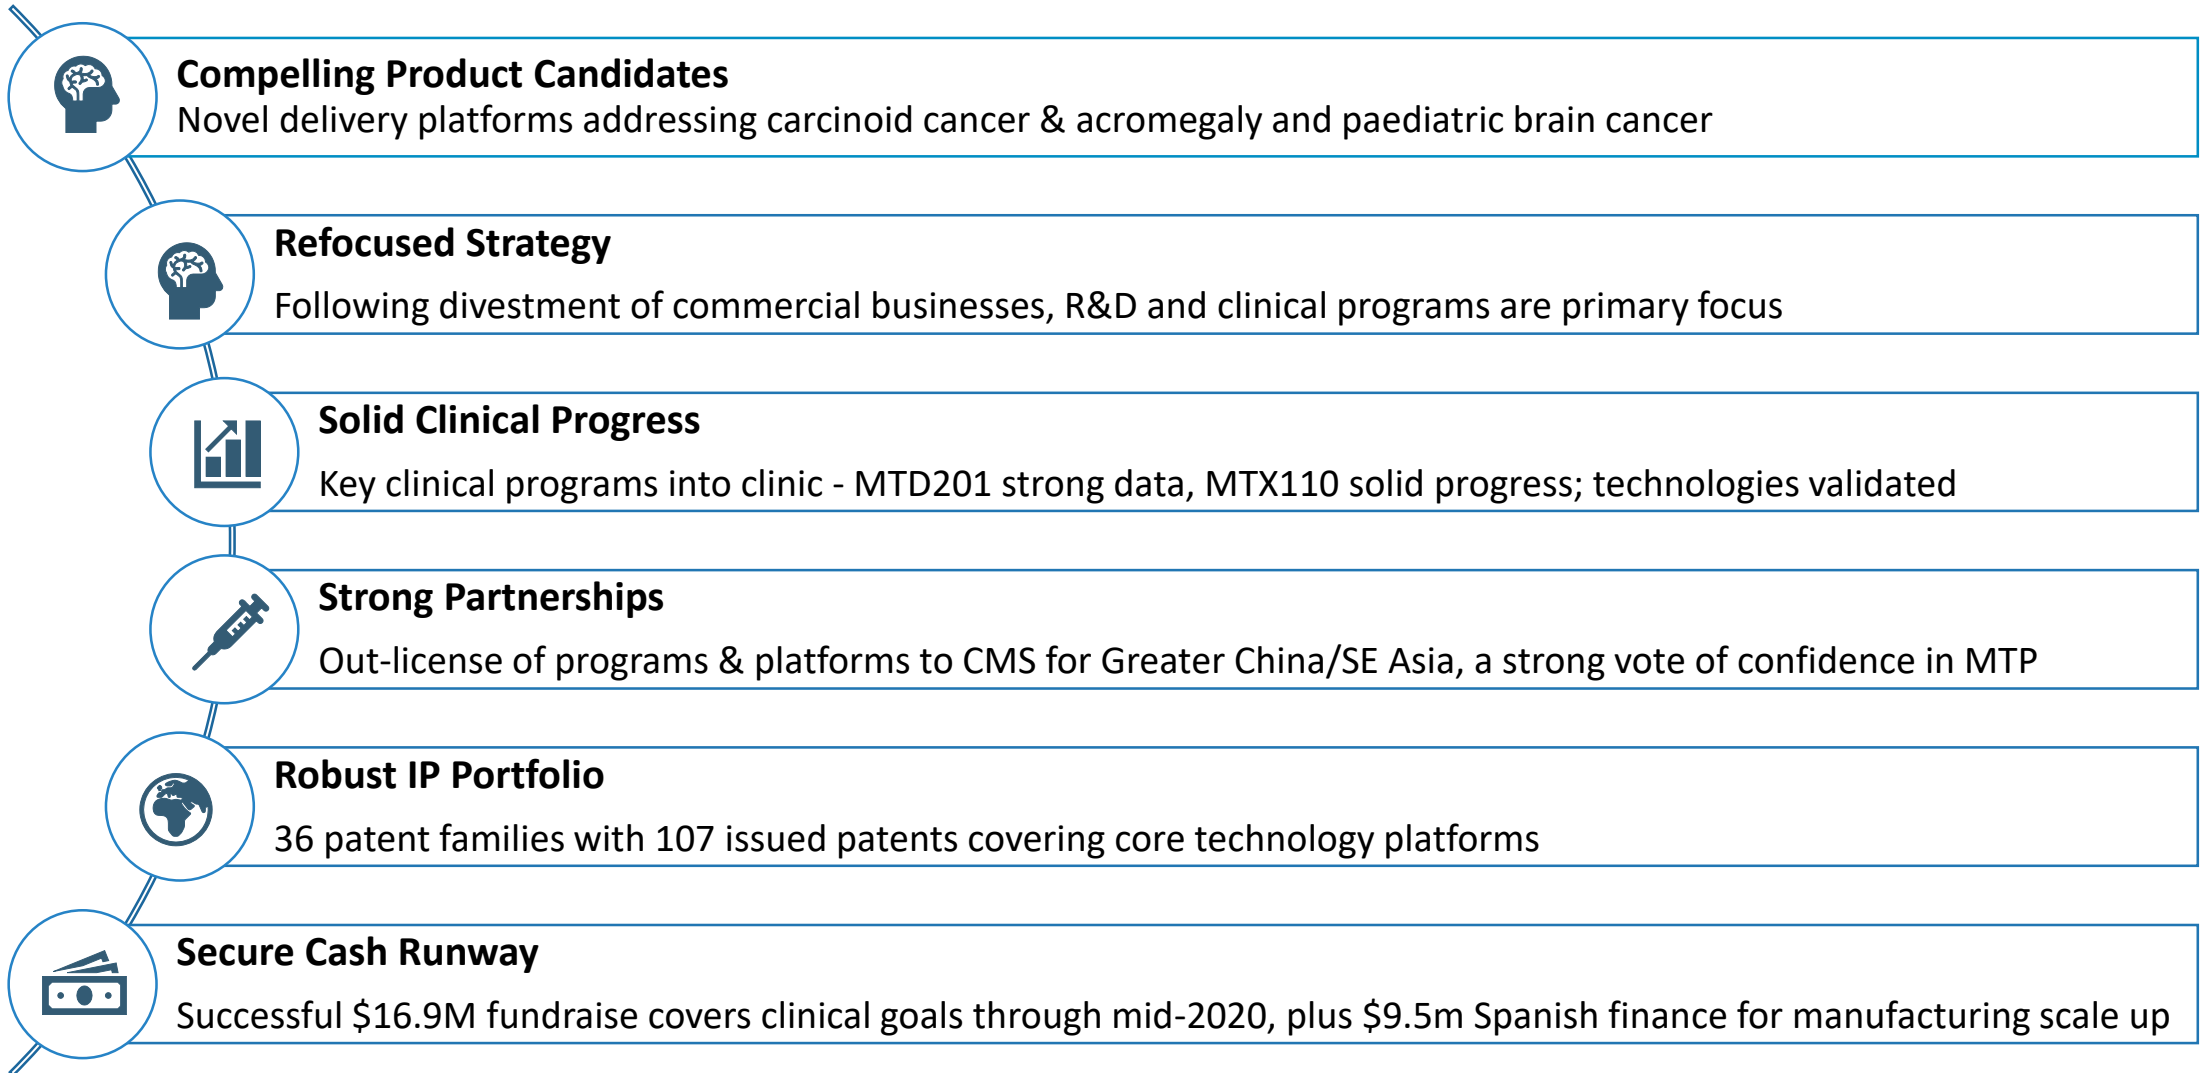 Compelling Product Candidates
Novel delivery platforms addressing carcinoid cancer & acromegaly and paediatric brain cancer
Refocused Strategy
Following divestment of commercial businesses, R&D and clinical programs are primary focus
Solid Clinical Progress
Key clinical programs into clinic - MTD201 strong data, MTX110 solid progress; technologies validated
Strong Partnerships
Out-license of programs & platforms to CMS for Greater China/SE Asia, a strong vote of confidence in MTP
Robust IP Portfolio
36 patent families with 107 issued patents covering core technology platforms
Secure Cash Runway
Successful $16.9M fundraise covers clinical goals through mid-2020, plus $9.5m Spanish finance for manufacturing scale up